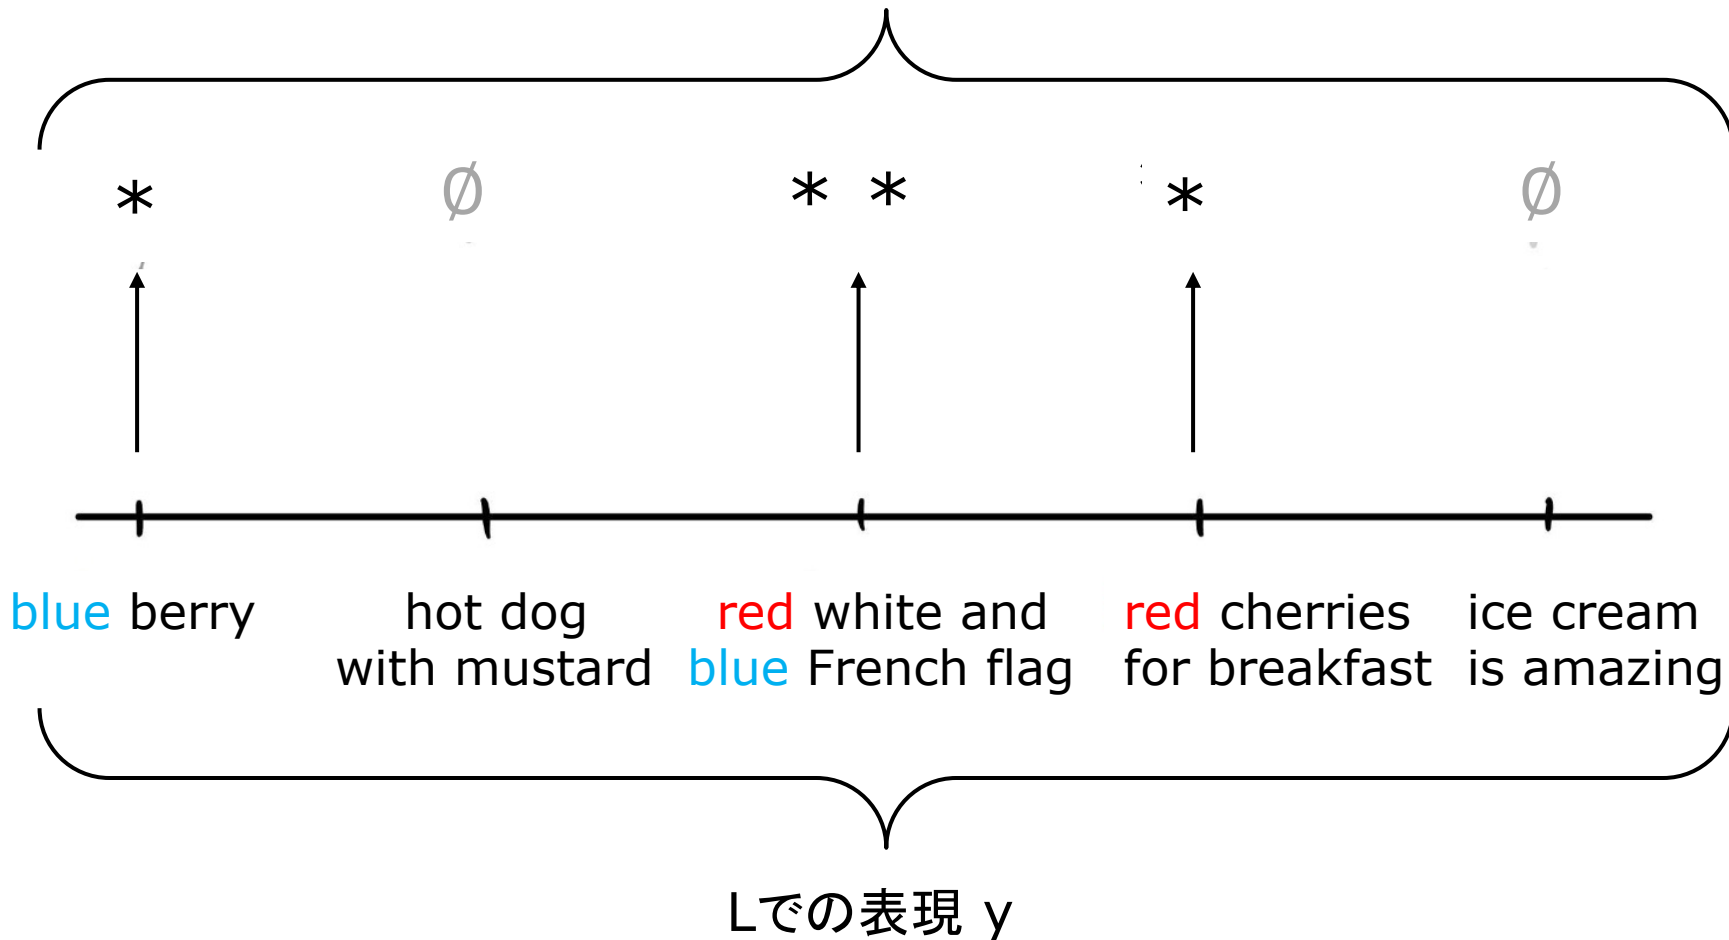 * ∅ * * * ∅
blue berry
hot dog
with mustard
red white and
blue French flag
red cherries
for breakfast
ice cream
is amazing
Lでの表現 y